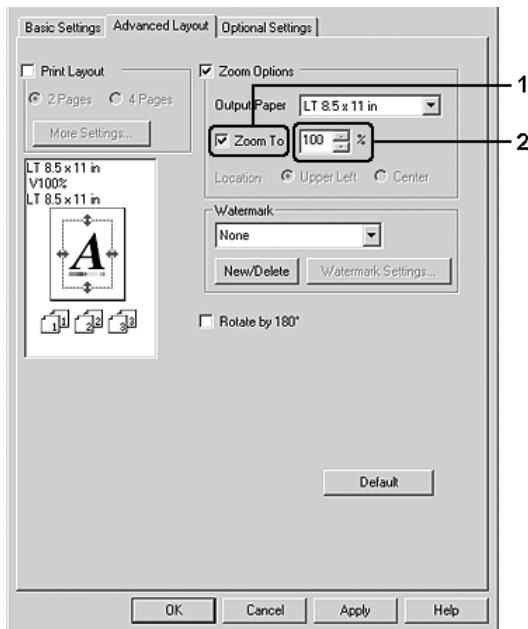 Basic Settings Advanced Layout Optional Settings
Print Layout
2 Pages 4 Pages
More Settings...
LT 8.5 x 11 in
V100%
LT 8.5 x 11 in
A
1 1 2 2 3 3
Zoom Options
Output Paper LT 8.5 x 11 in
Zoom To 100 %
Location Upper Left Center
Watermark
None
New/Delete Watermark Settings...
Rotate by 180°
Default
OK Cancel Apply Help
1
2